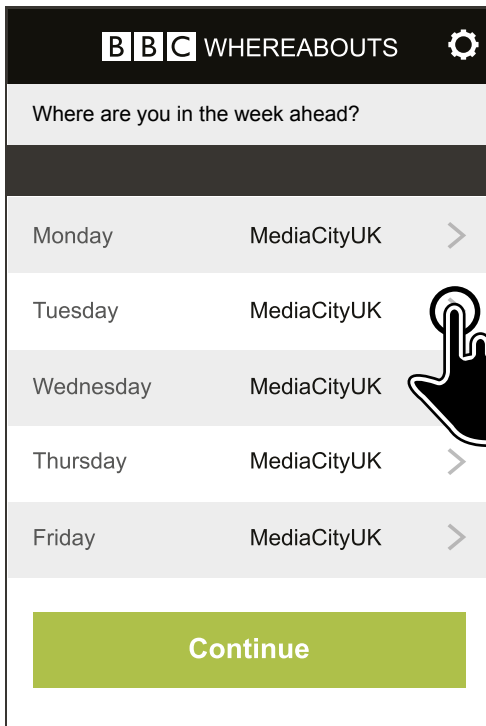 BBC WHEREABOUTS
Where are you in the week ahead?
Monday MediaCityUK
Tuesday MediaCityUK
Wednesday MediaCityUK
Thursday MediaCityUK
Friday MediaCityUK
Continue